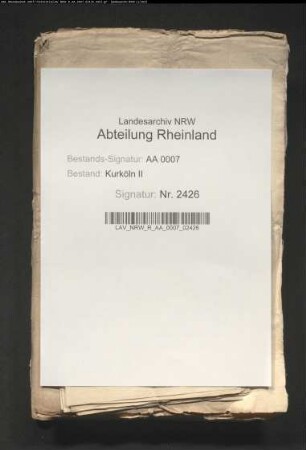 Landesarchiv NRW
Abteilung Rheinland
Bestands-Signatur: AA 0007
Bestand: Kurköln II
Signatur: Nr. 2426
LAV_NRW_R_AA_0007_02426